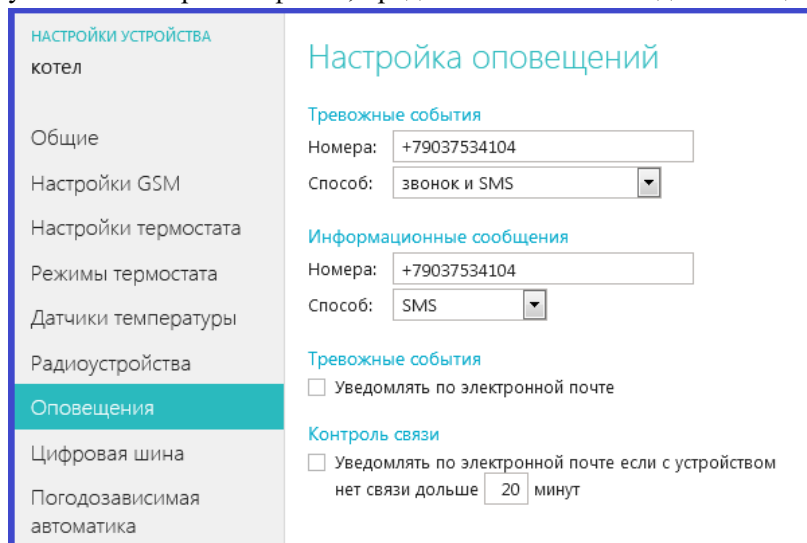 НАСТРОЙКИ УСТРОЙСТВА
котел
Общие
Настройки GSM
Настройки термостата
Режимы термостата
Датчики температуры
Радиоустройства
Оповещения
Цифровая шина
Погодозависимая
автоматика
Настройка оповещений
Тревожные события
Номера: +79037534104
Способ: звонок и SMS
Информационные сообщения
Номера: +79037534104
Способ: SMS
Тревожные события
Уведомлять по электронной почте
Контроль связи
Уведомлять по электронной почте если с устройством
нет связи дольше 20 минут